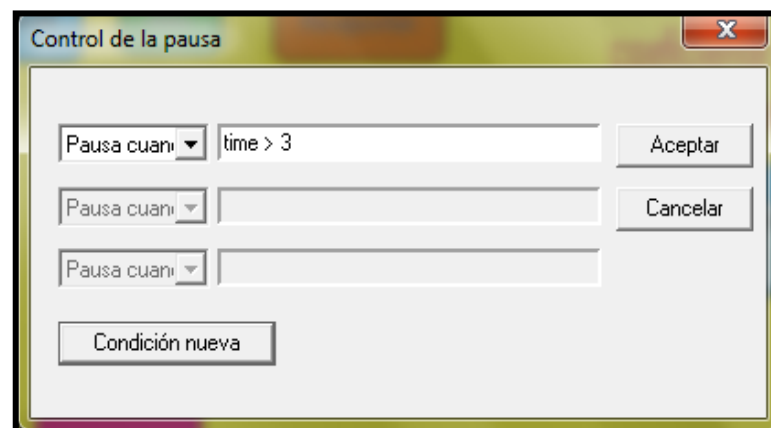 Control de la pausa
Pausa cuan
time > 3
Aceptar
Pausa cuan
Cancelar
Pausa cuan
Condición nueva